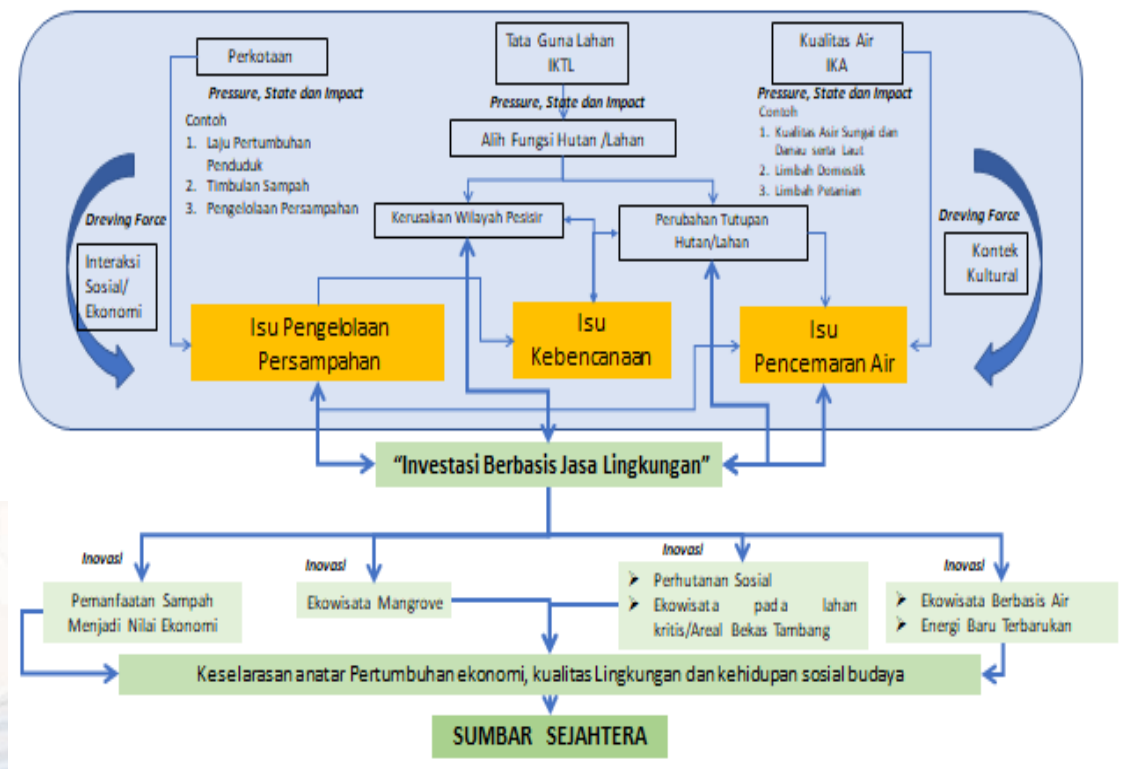 Perkotaan
Tata Guna Lahan
IKTL
Kualitas Air
IKA
Pressure, State dan Impact
Pressure, State dan Impact
Pressure, State dan Impact
Contoh
1. Laju Pertumbuhan
Penduduk
2. Timbulan Sampah
3. Pengelolaan Persampahan
Alih Fungsi Hutan /Lahan
Contoh
1. Kualitas Asir Sungai dan
Danau serta Laut
2. Limbah Domestik
3. Limbah Petanian
Kerusakan Wilayah Pesisir
Perubahan Tutupan
Hutan/Lahan
Dreving Force
Interaksi
Sosial/
Ekonomi
Dreving Force
Kontek
Kultural
Isu Pengelolaan
Persampahan
Isu
Kebencanaan
Isu
Pencemaran Air
“Investasi Berbasis Jasa Lingkungan”
Inovasi
Pemanfaatan Sampah
Menjadi Nilai Ekonomi
Inovasi
Ekowisata Mangrove
Inovasi
➤ Perhutanan Sosial
➤ Ekowisata pada lahan
kritis/Areal Bekas Tambang
Inovasi
➤ Ekowisata Berbasis Air
➤ Energi Baru Terbarukan
Keselarasan anatar Pertumbuhan ekonomi, kualitas Lingkungan dan kehidupan sosial budaya
SUMBAR SEJAHTERA